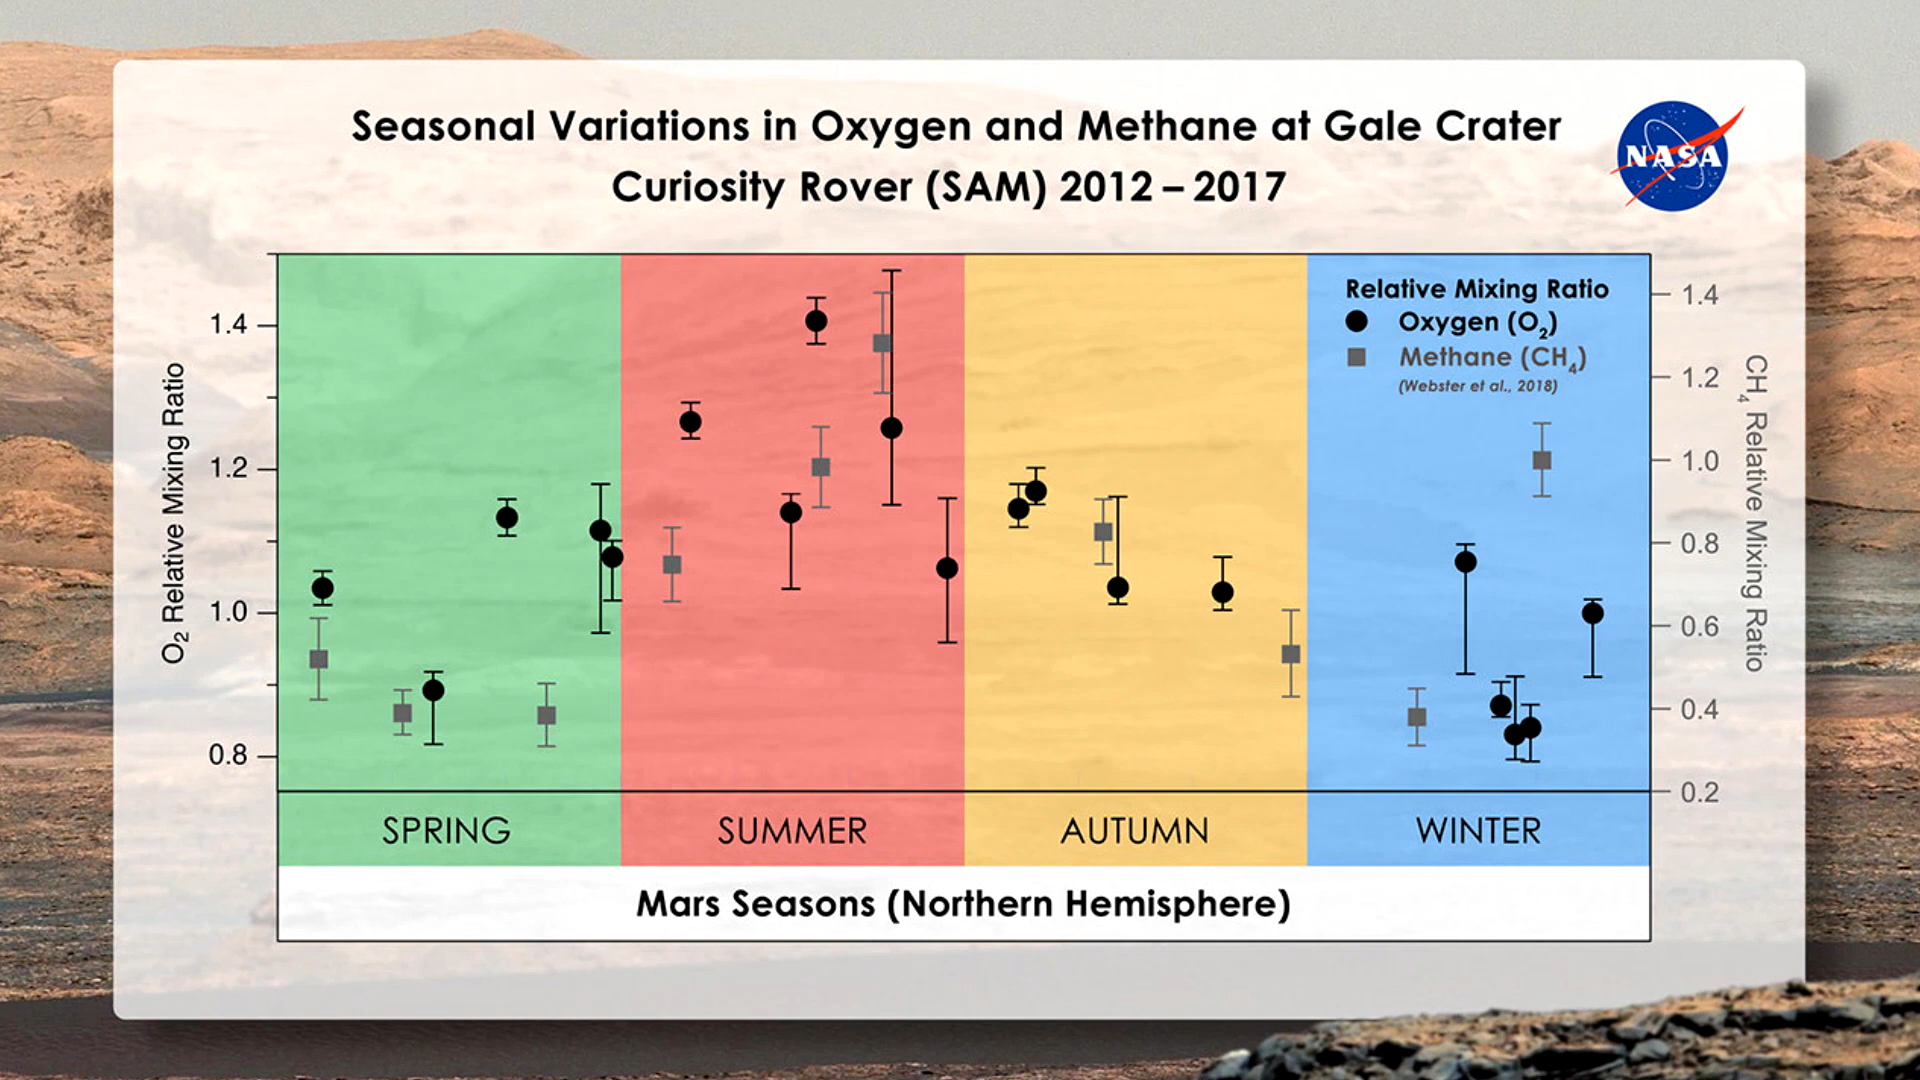 Seasonal Variations in Oxygen and Methane at Gale Crater
Curiosity Rover (SAM) 2012 – 2017
NASA
Relative Mixing Ratio
Oxygen (O₂)
Methane (CH₄)
(Webster et al., 2018)
O₂ Relative Mixing Ratio
1.4
1.2
1.0
0.8
1.4
1.2
1.0
0.8
0.6
0.4
0.2
CH₄ Relative Mixing Ratio
SPRING SUMMER AUTUMN WINTER
Mars Seasons (Northern Hemisphere)